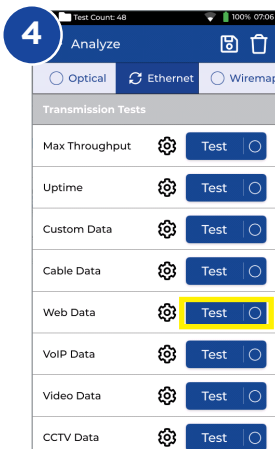 4
Test Count: 48 100% 07:06
Analyze
Optical Ethernet Wiremap
Transmission Tests
Max Throughput Test
Uptime Test
Custom Data Test
Cable Data Test
Web Data Test
VoIP Data Test
Video Data Test
CCTV Data Test